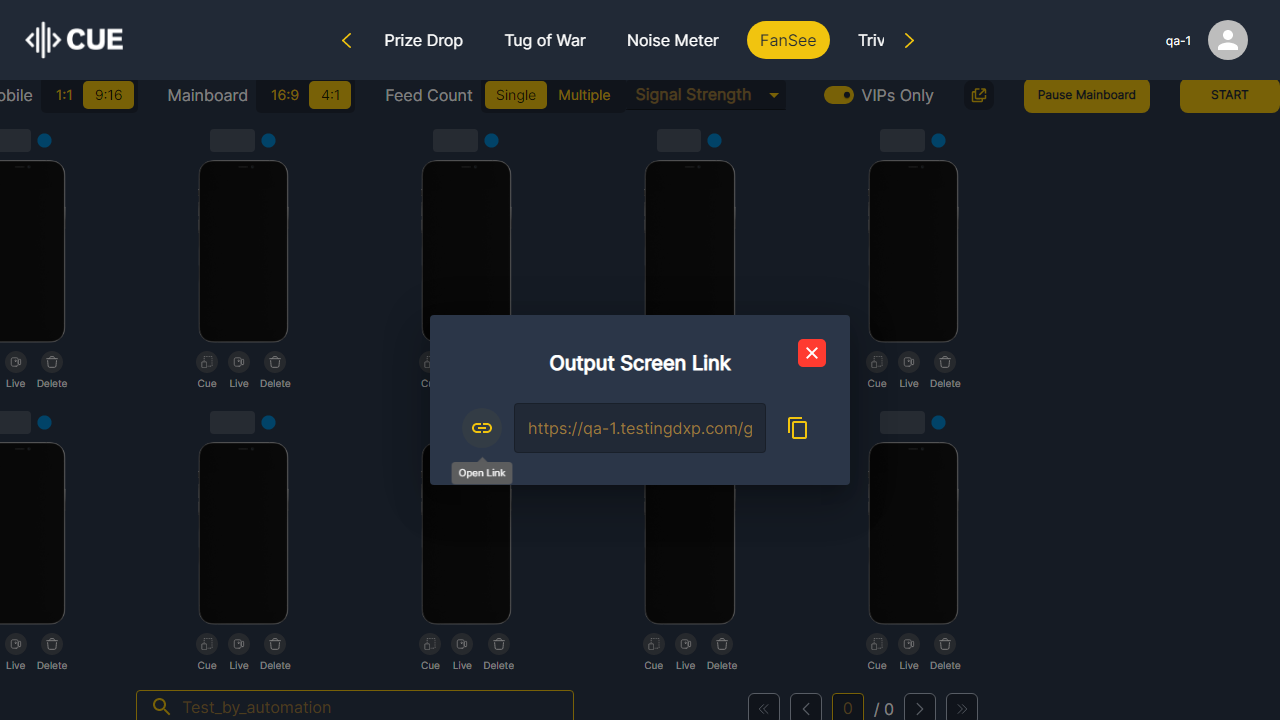 CUE
Prize Drop Tug of War Noise Meter FanSee Triv qa-1
obile 1:1 9:16 Mainboard 16:9 4:1 Feed Count Single Multiple Signal Strength VIPs Only Pause Mainboard START
Live Delete Cue Live Delete Cu Cue Live Delete
Output Screen Link
https://qa-1.testingdxp.com/g
Open Link
Live Delete Cue Live Delete Cue Live Delete Cue Live Delete Cue Live Delete
Test_by_automation 0 / 0